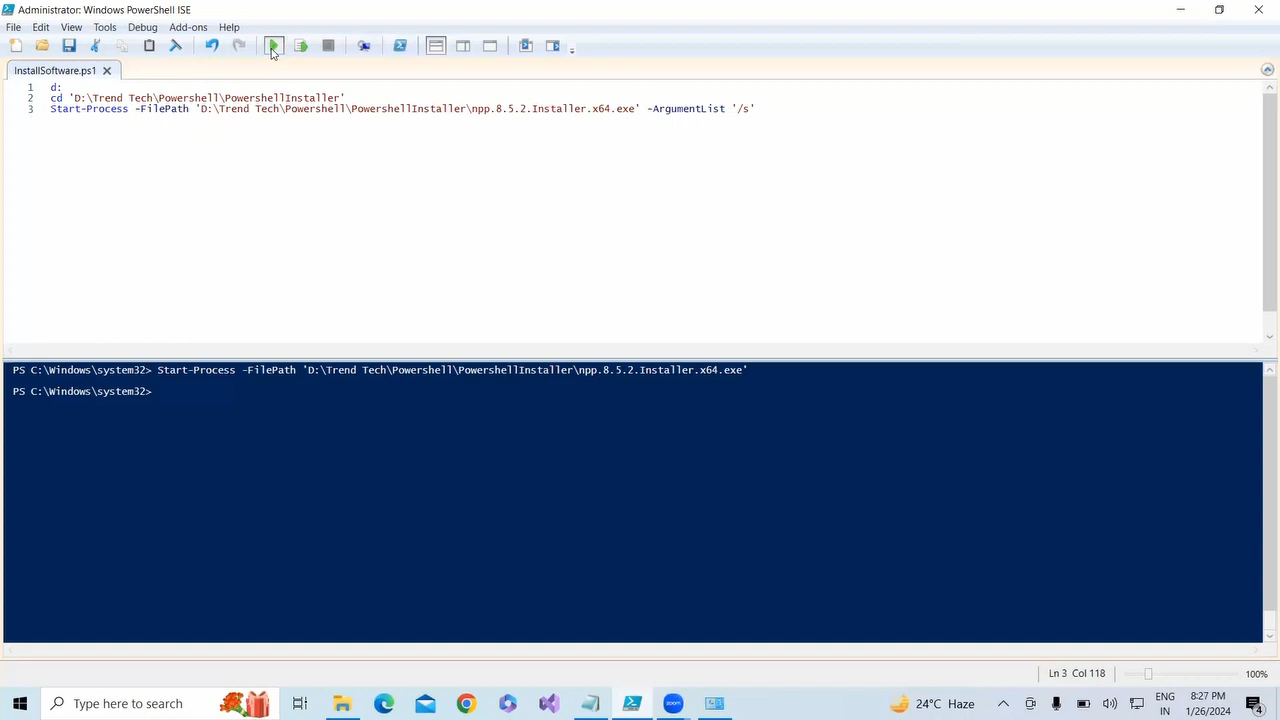 Administrator: Windows PowerShell ISE
File Edit View Tools Debug Add-ons Help
InstallSoftware.ps1
1 d:
2 cd 'D:\Trend Tech\Powershell\PowershellInstaller'
3 Start-Process -FilePath 'D:\Trend Tech\Powershell\PowershellInstaller\npp.8.5.2.Installer.x64.exe' -ArgumentList '/s'
PS C:\Windows\system32> Start-Process -FilePath 'D:\Trend Tech\Powershell\PowershellInstaller\npp.8.5.2.Installer.x64.exe'
PS C:\Windows\system32>
Ln 3 Col 118 100%
Type here to search
zoom
24°C Haze
ENG
IN
8:27 PM
1/26/2024
4